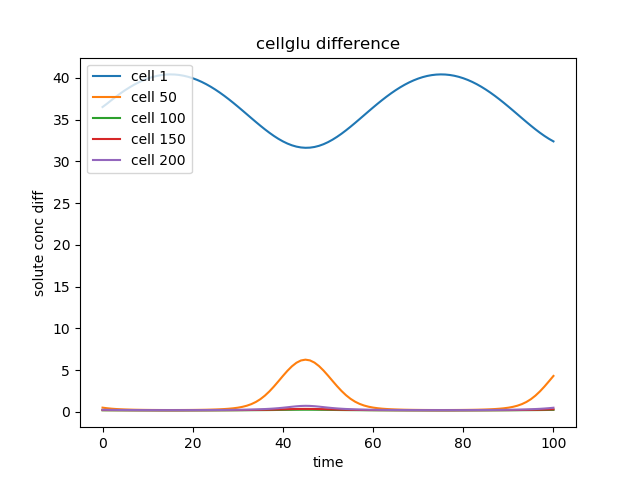 cellglu difference
solute conc diff
40
35
30
25
20
15
10
5
0
cell 1
cell 50
cell 100
cell 150
cell 200
0 20 40 60 80 100
time